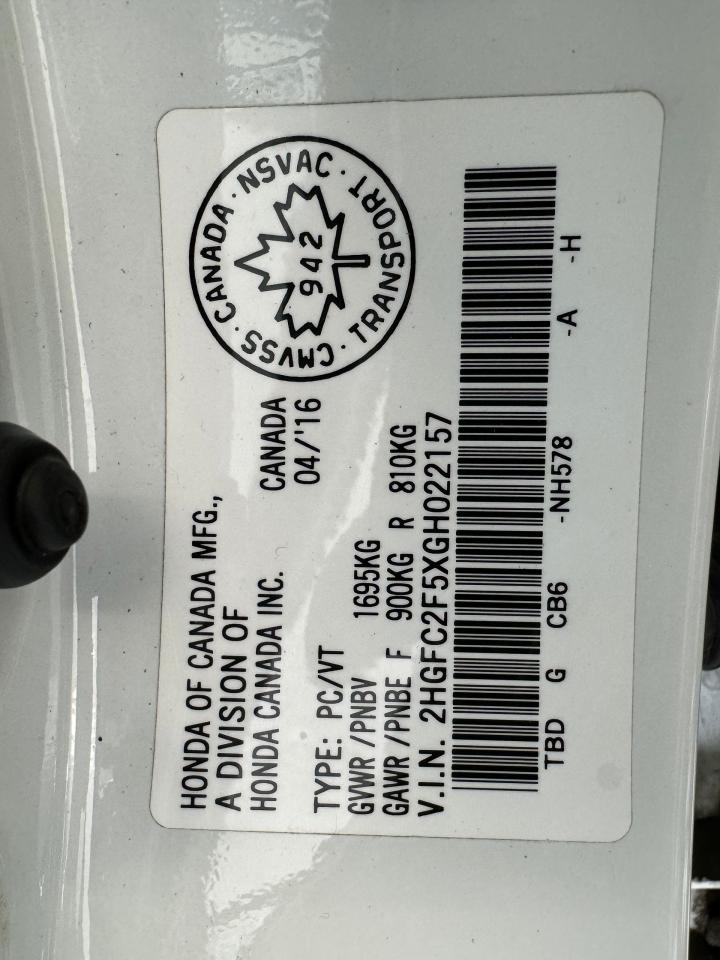 HONDA OF CANADA MFG.,
A DIVISION OF
HONDA CANADA INC.
CANADA
04/'16
CMVSS · CANADA · NSVAC · TRANSPORT ·
942
TYPE: PC/VT
GVWR /PNBV 1695KG
GAWR /PNBE F 900KG R 810KG
V.I.N. 2HGFC2F5XGH022157
TBD G CB6 -NH578 -A -H